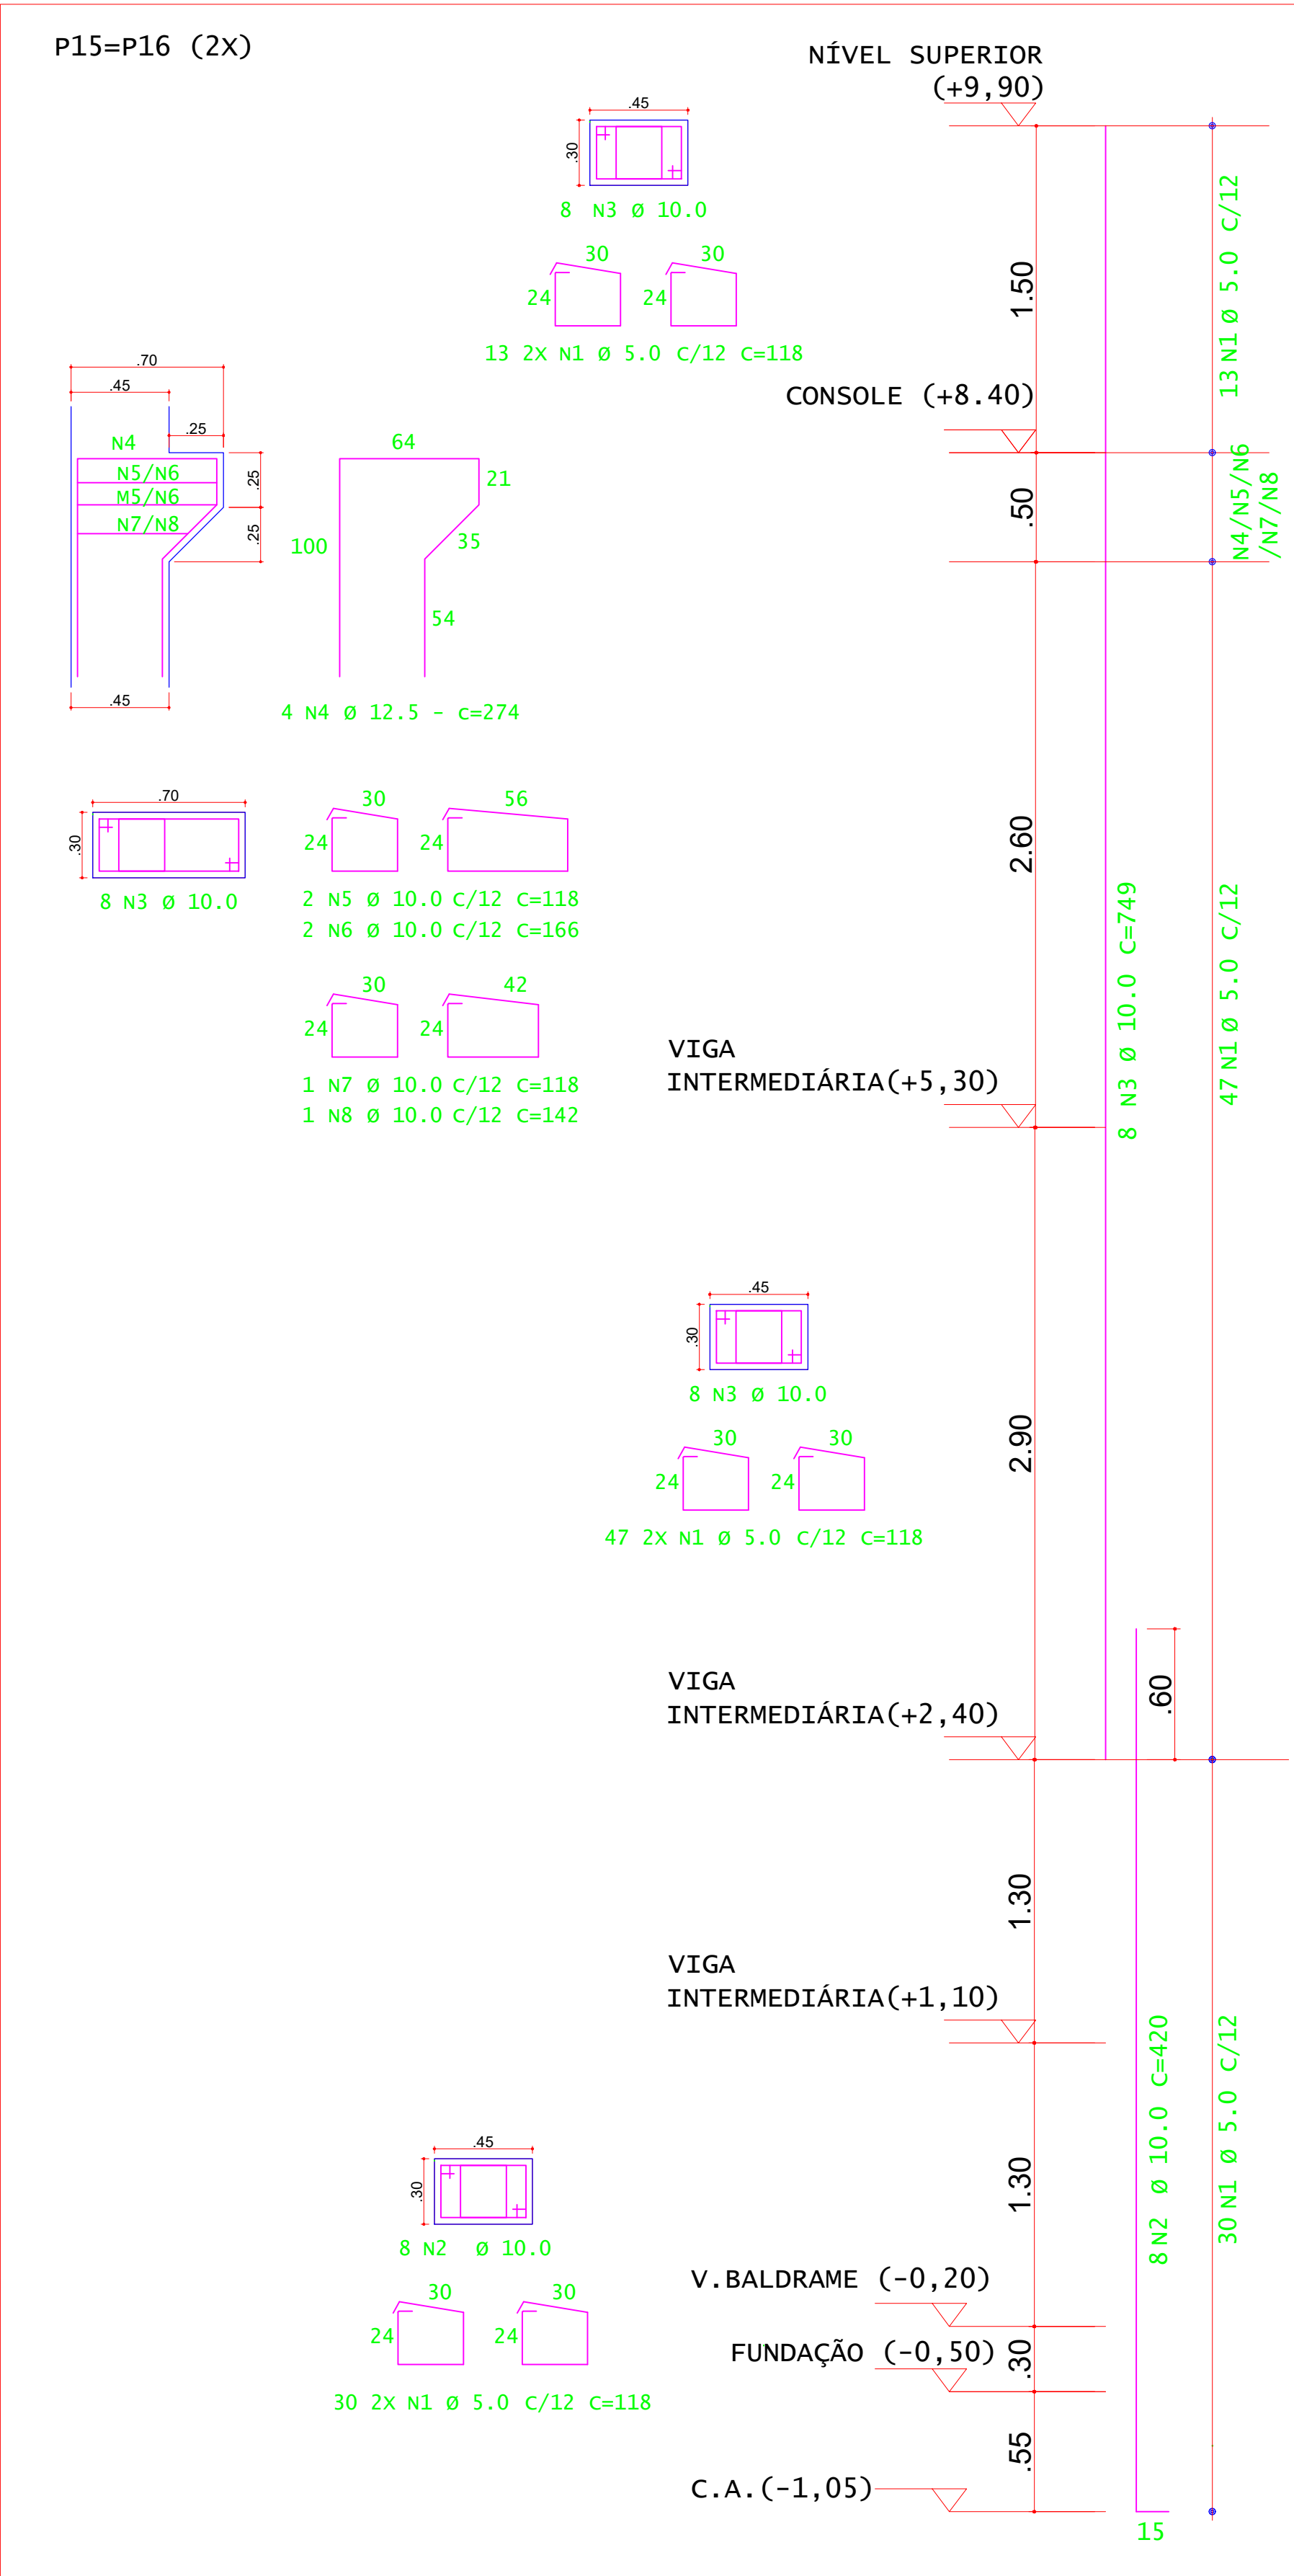 P15=P16 (2X)
NÍVEL SUPERIOR
(+9,90)
.45
.30
8 N3 Ø 10.0
30
30
24
24
13 2X N1 Ø 5.0 C/12 C=118
1.50
13 N1 Ø 5.0 C/12
CONSOLE (+8.40)
.70
.45
.25
N4
N5/N6
M5/N6
N7/N8
.25
.25
.45
64
21
100
35
54
4 N4 Ø 12.5 - C=274
.50
N4/N5/N6
/N7/N8
.70
.30
8 N3 Ø 10.0
30
56
24
24
2 N5 Ø 10.0 C/12 C=118
2 N6 Ø 10.0 C/12 C=166
30
42
24
24
1 N7 Ø 10.0 C/12 C=118
1 N8 Ø 10.0 C/12 C=142
2.60
8 N3 Ø 10.0 C=749
47 N1 Ø 5.0 C/12
VIGA
INTERMEDIÁRIA(+5,30)
.45
.30
8 N3 Ø 10.0
30
30
24
24
47 2X N1 Ø 5.0 C/12 C=118
2.90
.60
VIGA
INTERMEDIÁRIA(+2,40)
1.30
VIGA
INTERMEDIÁRIA(+1,10)
8 N2 Ø 10.0 C=420
30 N1 Ø 5.0 C/12
1.30
.45
.30
8 N2 Ø 10.0
30
30
24
24
30 2X N1 Ø 5.0 C/12 C=118
V.BALDRAME (-0,20)
FUNDAÇÃO (-0,50)
.30
.55
C.A.(-1,05)
15